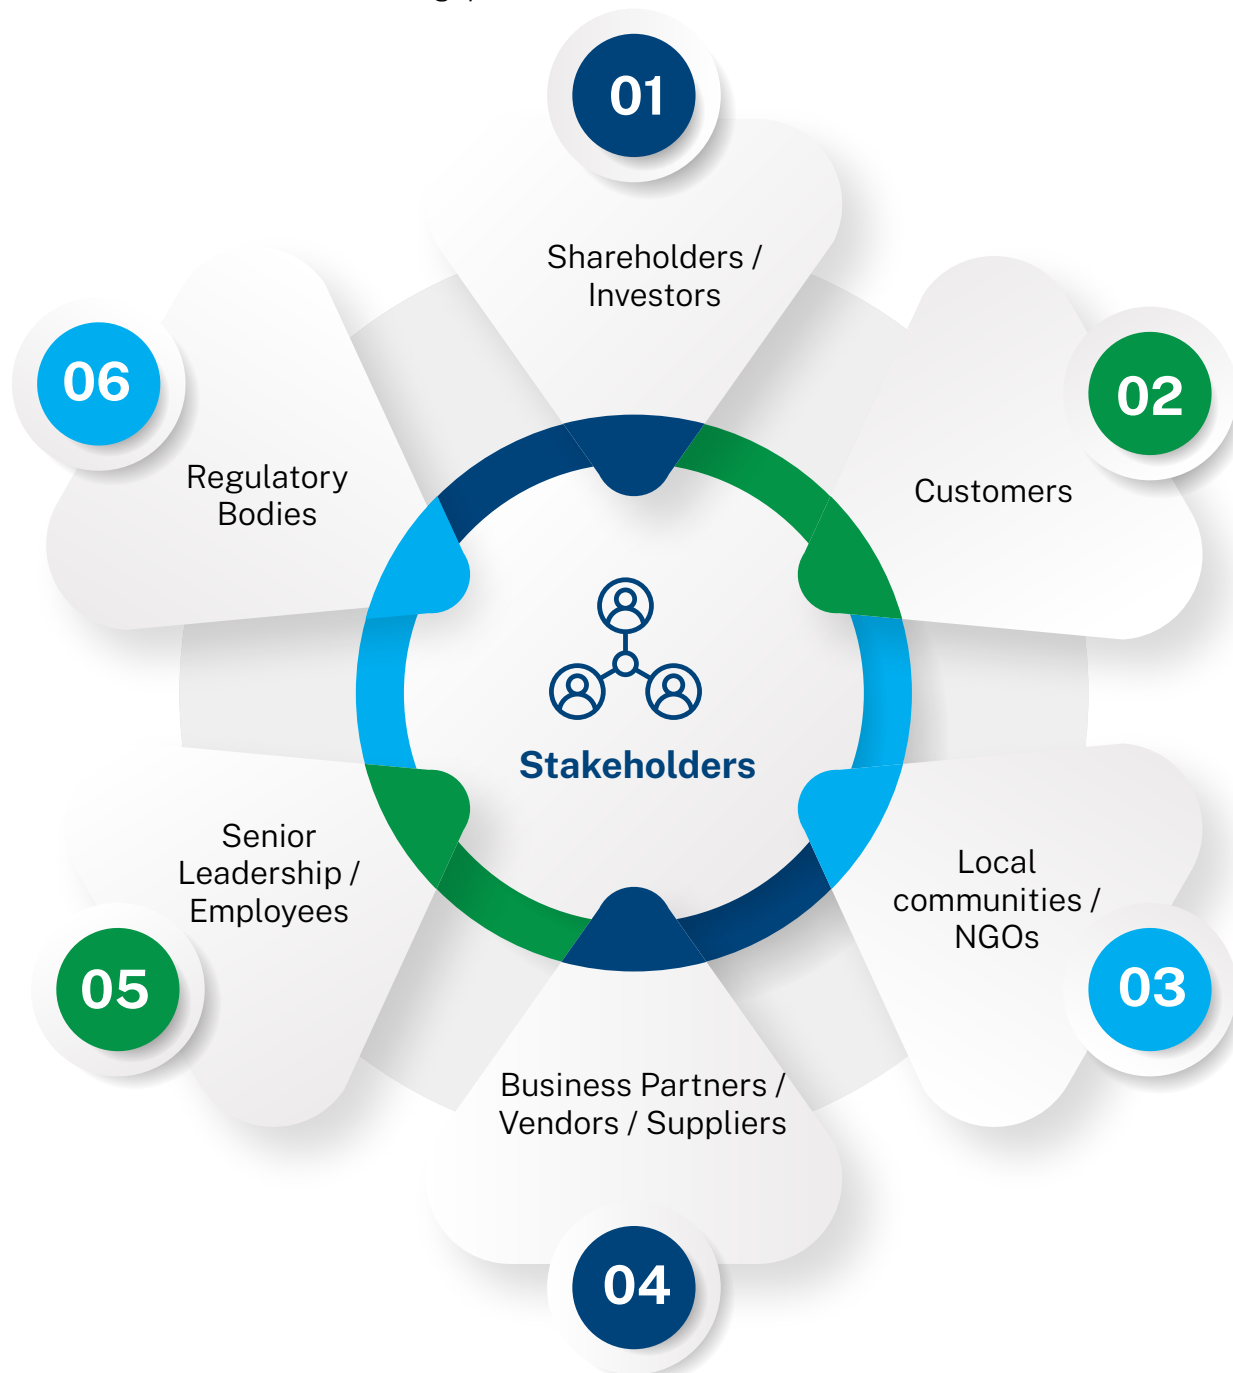 01
Shareholders /
Investors
02
Customers
03
Local
communities /
NGOs
04
Business Partners /
Vendors / Suppliers
05
Senior
Leadership /
Employees
06
Regulatory
Bodies
Stakeholders